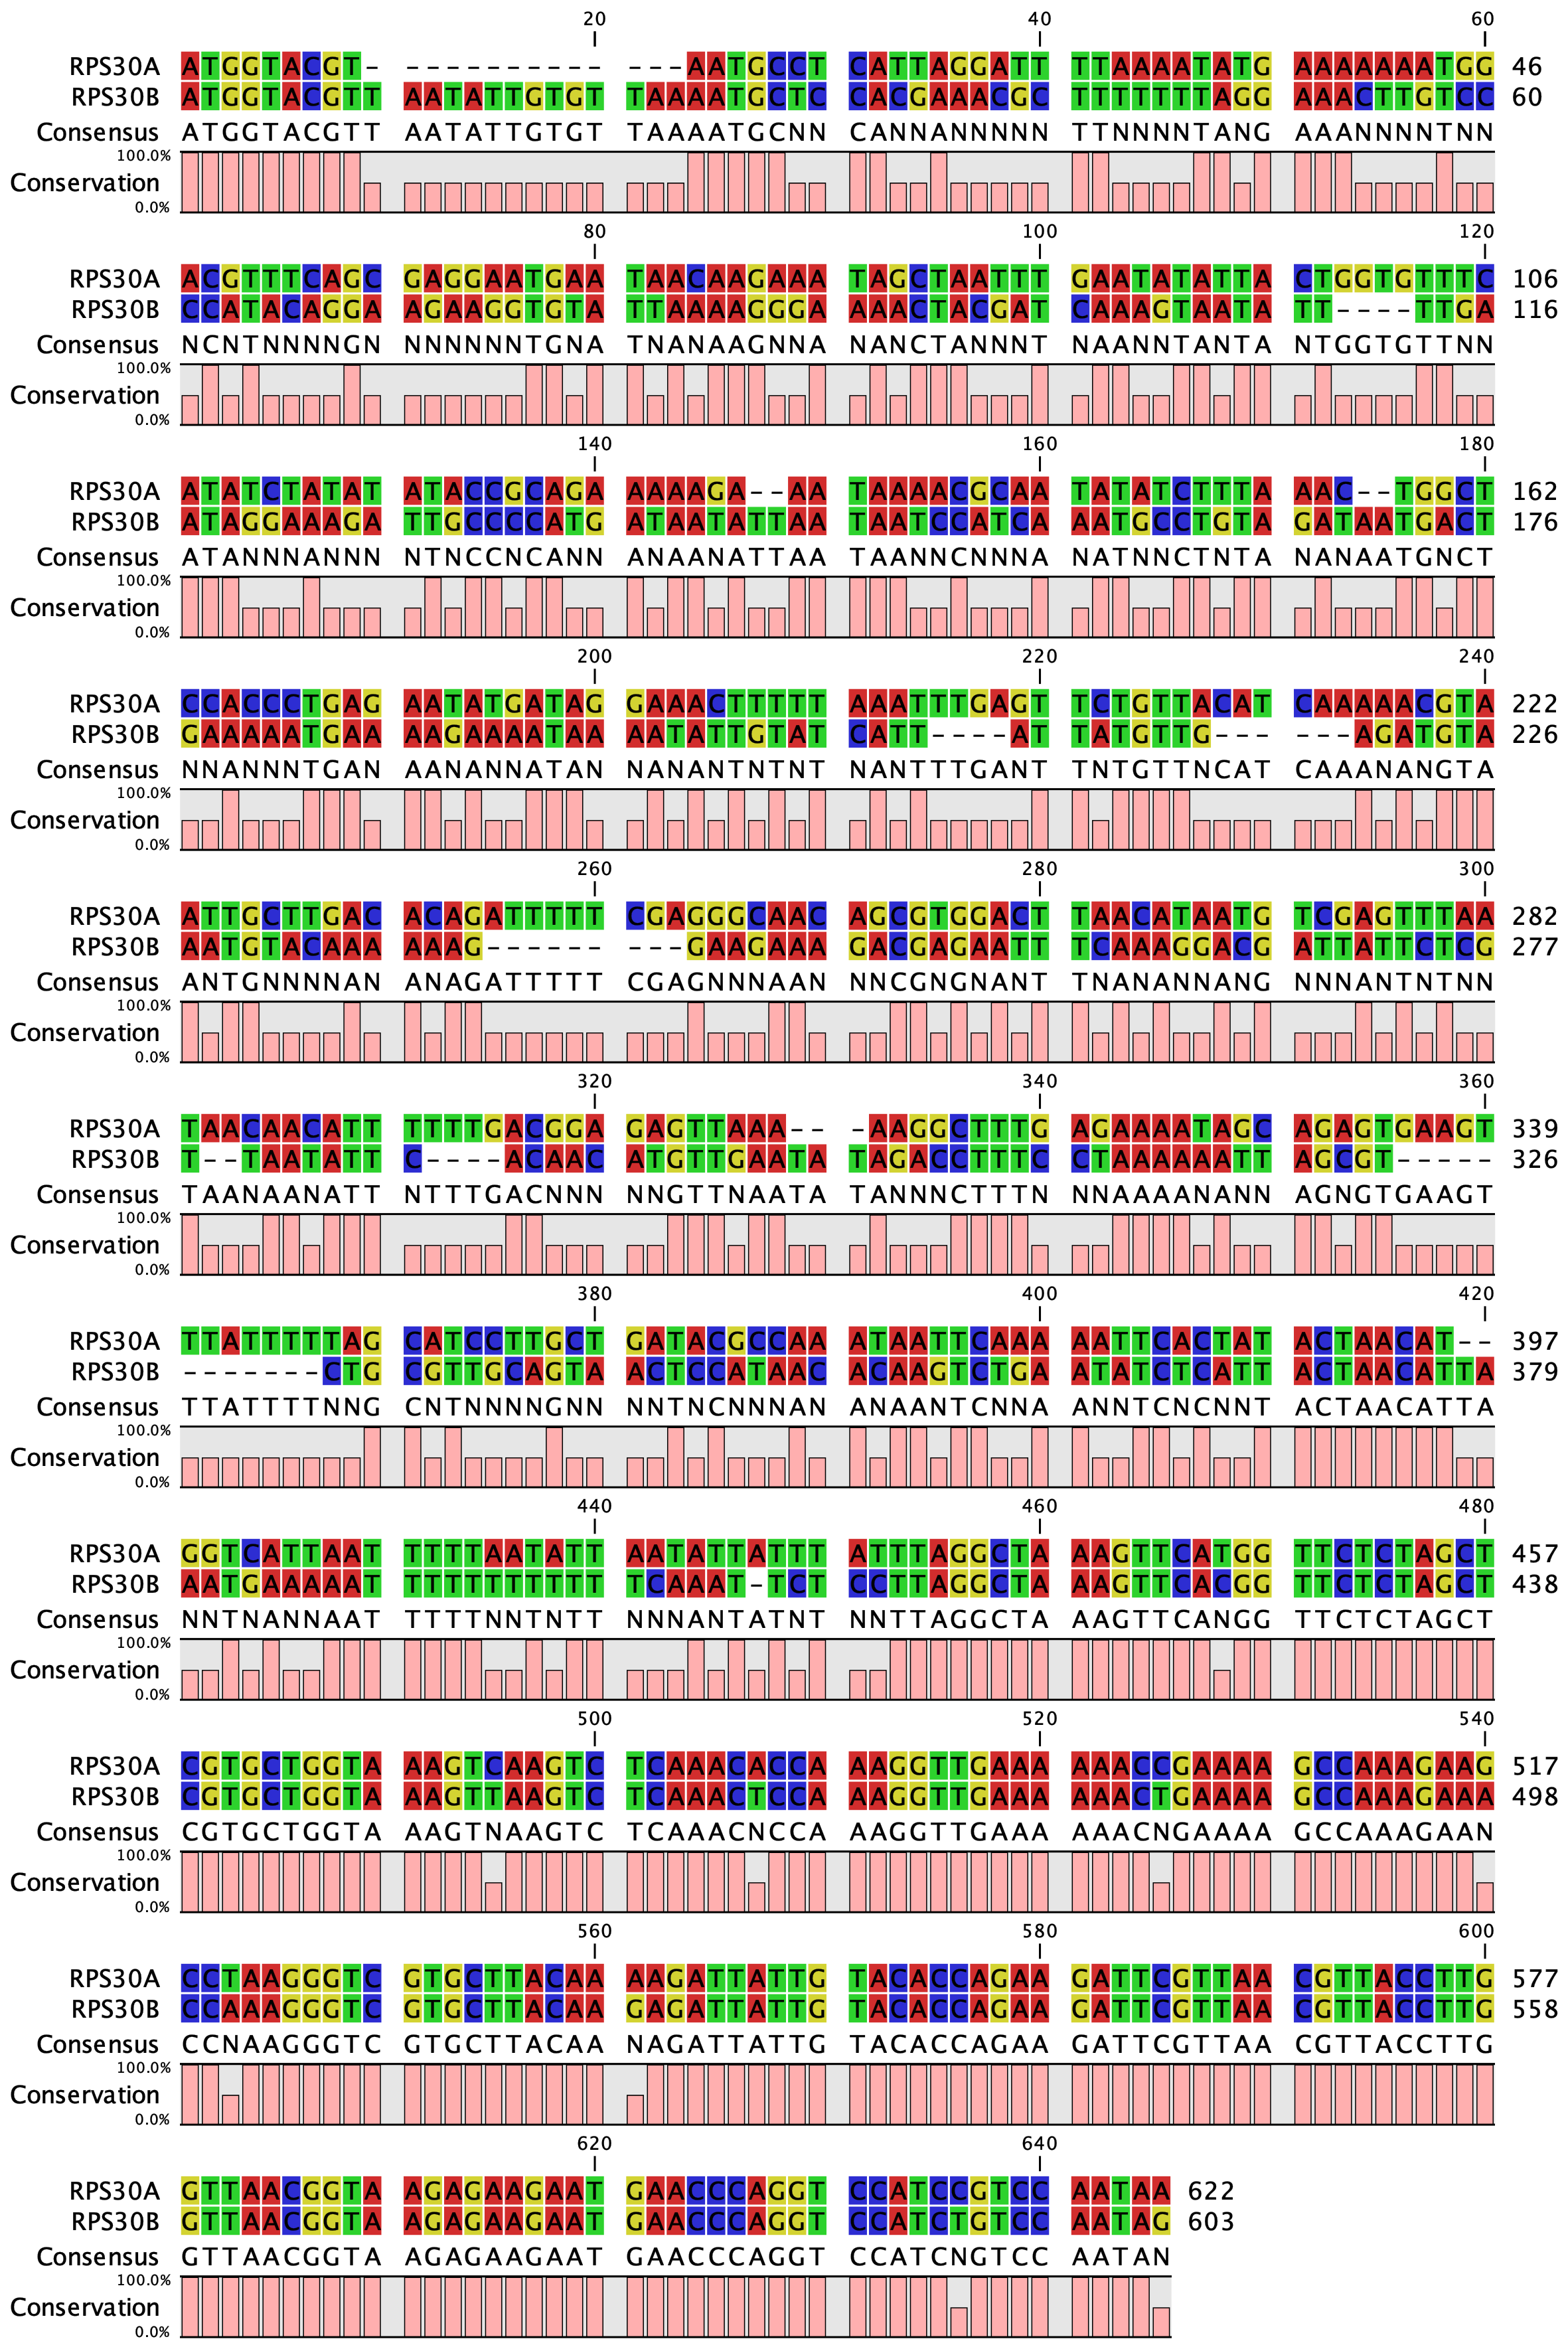 20 40 60
RPS30A ATGGTACGT- ---------- ---AATGCCT CATTAGGATT TTAAAATATG AAAAAAATGG 46
RPS30B ATGGTACGTT AATATTGTGT TAAAATGCTC CACGAAACGC TTTTTTTAGG AAACTTGTCC 60
Consensus ATGGTACGTT AATATTGTGT TAAAATGCNN CANNANNNNN TTNNNNTANG AAANNNNTNN
100.0%
Conservation
0.0%
80 100 120
RPS30A ACGTTTCAGC GAGGAATGAA TAACAAGAAA TAGCTAATTT GAATATATTA CTGGTGTTTC 106
RPS30B CCATACAGGA AGAAGGTGTA TTAAAAGGGA AAACTACGAT CAAAGTAATA TT----TTGA 116
Consensus NCNTNNNNGN NNNNNNTGNA TNANAAGNNA NANCTANNNT NAANNTANTA NTGGTGTTNN
100.0%
Conservation
0.0%
140 160 180
RPS30A ATATCTATAT ATACCGCAGA AAAAGA--AA TAAAACGCAA TATATCTTTA AAC--TGGCT 162
RPS30B ATAGGAAAGA TTGCCCCATG ATAATATTAA TAATCCATCA AATGCCTGTA GATAATGACT 176
Consensus ATANNNANNN NTNCCNCANN ANAANATTAA TAANNCNNNA NATNNCTNTA NANAATGNCT
100.0%
Conservation
0.0%
200 220 240
RPS30A CCACCCTGAG AATATGATAG GAAACTTTTT AAATTTGAGT TCTGTTACAT CAAAAACGTA 222
RPS30B GAAAAATGAA AAGAAAATAA AATATTGTAT CATT----AT TATGTTG--- ---AGATGTA 226
Consensus NNANNNTGAN AANANNATAN NANANTNTNT NANTTTGANT TNTGTTNCAT CAAANANGTA
100.0%
Conservation
0.0%
260 280 300
RPS30A ATTGCTTGAC ACAGATTTTT CGAGGGCAAC AGCGTGGACT TAACATAATG TCGAGTTTAA 282
RPS30B AATGTACAAA AAAG------ ---GAAGAAA GACGAGAATT TCAAAGGACG ATTATTCTCG 277
Consensus ANTGNNNNAN ANAGATTTTT CGAGNNNAAN NNCGNGNANT TNANANNANG NNNANTNTNN
100.0%
Conservation
0.0%
320 340 360
RPS30A TAACAACATT TTTTGACGGA GAGTTAAA-- -AAGGCTTTG AGAAAATAGC AGAGTGAAGT 339
RPS30B T--TAATATT C----ACAAC ATGTTGAATA TAGACCTTTC CTAAAAAATT AGCGT----- 326
Consensus TAANAANATT NTTTGACNNN NNGTTNAATA TANNNCTTTN NNAAAANANN AGNGTGAAGT
100.0%
Conservation
0.0%
380 400 420
RPS30A TTATTTTTAG CATCCTTGCT GATACGCCAA ATAATTCAAA AATTCACTAT ACTAACAT-- 397
RPS30B -------CTG CGTTGCAGTA ACTCCATAAC ACAAGTCTGA ATATCTCATT ACTAACATTA 379
Consensus TTATTTTNNG CNTNNNNGNN NNTNCNNNAN ANAANTCNNA ANNTCNCNNT ACTAACATTA
100.0%
Conservation
0.0%
440 460 480
RPS30A GGTCATTAAT TTTTAATATT AATATTATTT ATTTAGGCTA AAGTTCATGG TTCTCTAGCT 457
RPS30B AATGAAAAAT TTTTTTTTTT TCAAAT-TCT CCTTAGGCTA AAGTTCACGG TTCTCTAGCT 438
Consensus NNTNANNAAT TTTTNNTNTT NNNANTATNT NNTTAGGCTA AAGTTCANGG TTCTCTAGCT
100.0%
Conservation
0.0%
500 520 540
RPS30A CGTGCTGGTA AAGTCAAGTC TCAAACACCA AAGGTTGAAA AAACCGAAAA GCCAAAGAAG 517
RPS30B CGTGCTGGTA AAGTTAAGTC TCAAACTCCA AAGGTTGAAA AAACTGAAAA GCCAAAGAAA 498
Consensus CGTGCTGGTA AAGTNAAGTC TCAAACNCCA AAGGTTGAAA AAACNGAAAA GCCAAAGAAN
100.0%
Conservation
0.0%
560 580 600
RPS30A CCTAAGGGTC GTGCTTACAA AAGATTATTG TACACCAGAA GATTCGTTAA CGTTACCTTG 577
RPS30B CCAAAGGGTC GTGCTTACAA GAGATTATTG TACACCAGAA GATTCGTTAA CGTTACCTTG 558
Consensus CCNAAGGGTC GTGCTTACAA NAGATTATTG TACACCAGAA GATTCGTTAA CGTTACCTTG
100.0%
Conservation
0.0%
620 640
RPS30A GTTAACGGTA AGAGAAGAAT GAACCCAGGT CCATCCGTCC AATAA 622
RPS30B GTTAACGGTA AGAGAAGAAT GAACCCAGGT CCATCTGTCC AATAG 603
Consensus GTTAACGGTA AGAGAAGAAT GAACCCAGGT CCATCNGTCC AATAN
100.0%
Conservation
0.0%